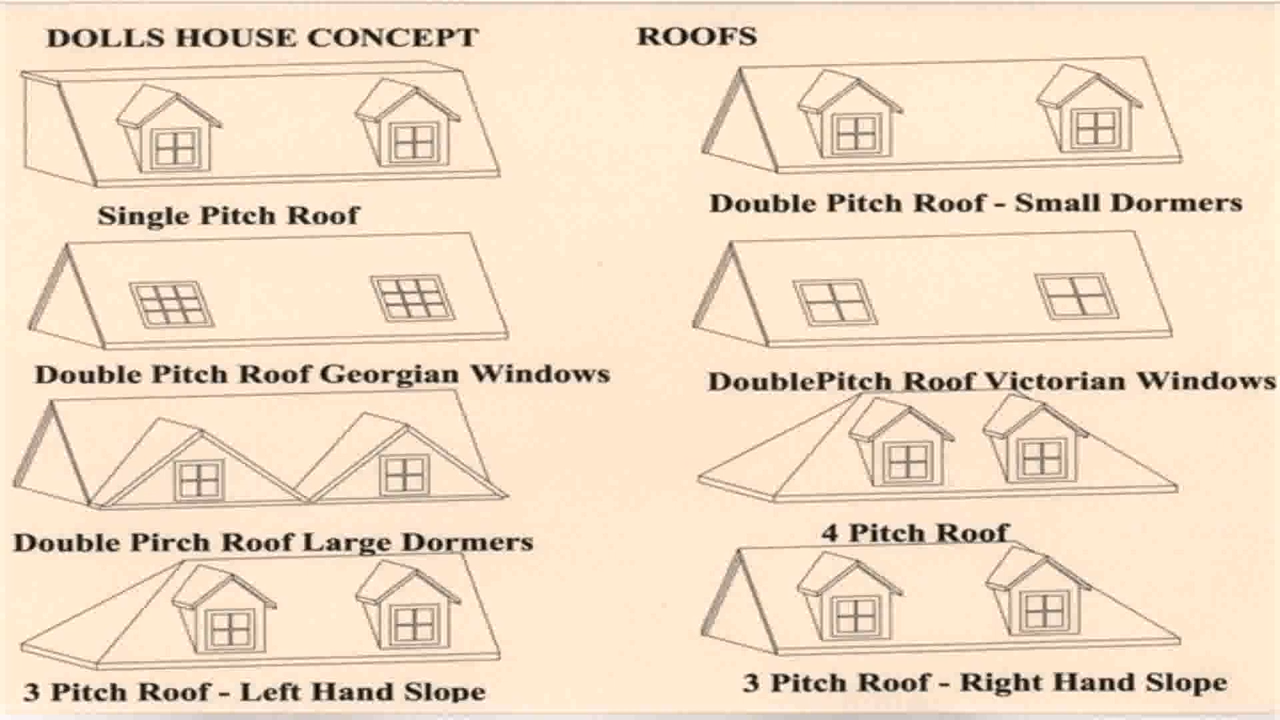 DOLLS HOUSE CONCEPT ROOFS
Single Pitch Roof
Double Pitch Roof - Small Dormers
Double Pitch Roof Georgian Windows
DoublePitch Roof Victorian Windows
Double Pirch Roof Large Dormers
4 Pitch Roof
3 Pitch Roof - Left Hand Slope
3 Pitch Roof - Right Hand Slope